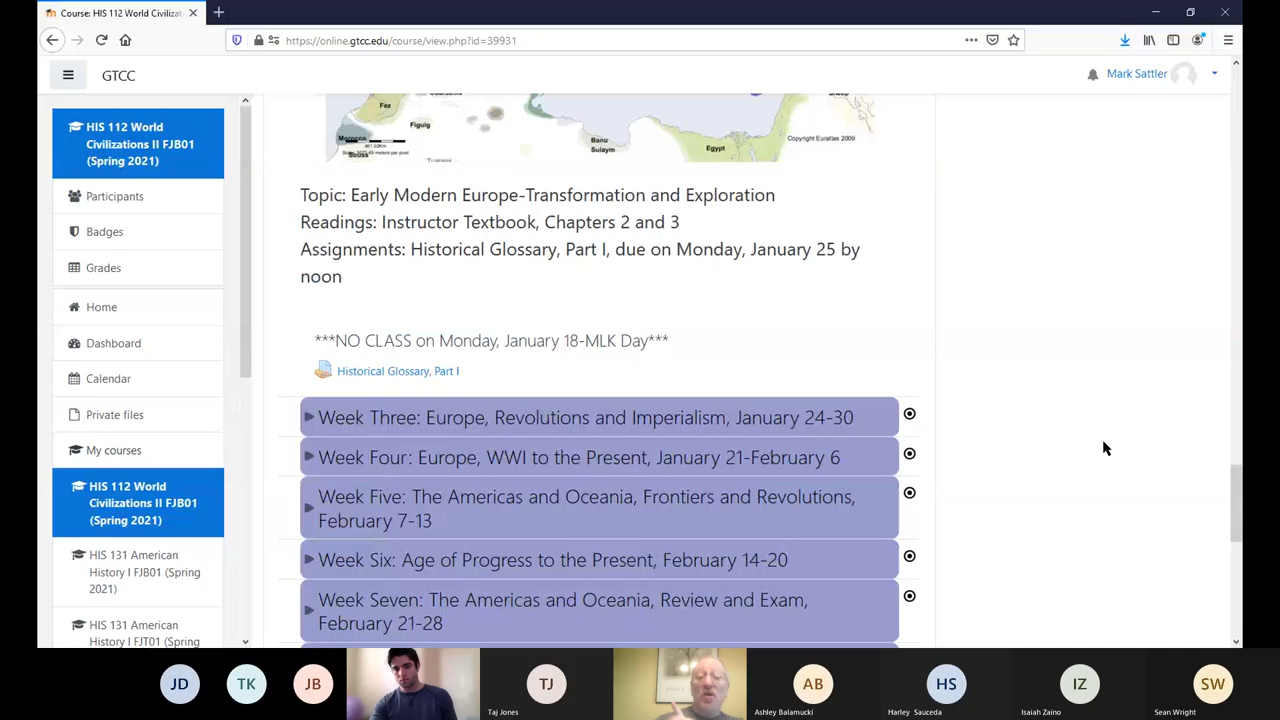 Course: HIS 112 World Civilizat
https://online.gtcc.edu/course/view.php?id=39931
GTCC
Mark Sattler
HIS 112 World
Civilizations II FJB01
(Spring 2021)
Participants
Badges
Grades
Home
Dashboard
Calendar
Private files
My courses
HIS 112 World
Civilizations II FJB01
(Spring 2021)
HIS 131 American
History I FJB01 (Spring
2021)
HIS 131 American
History I FJT01 (Spring
Fez
Figuig
Morocco
Souss
Banu
Sulaym
Egypt
Copyright Euratlas 2009
Topic: Early Modern Europe-Transformation and Exploration
Readings: Instructor Textbook, Chapters 2 and 3
Assignments: Historical Glossary, Part I, due on Monday, January 25 by
noon
***NO CLASS on Monday, January 18-MLK Day***
Historical Glossary, Part I
Week Three: Europe, Revolutions and Imperialism, January 24-30
Week Four: Europe, WWI to the Present, January 21-February 6
Week Five: The Americas and Oceania, Frontiers and Revolutions,
February 7-13
Week Six: Age of Progress to the Present, February 14-20
Week Seven: The Americas and Oceania, Review and Exam,
February 21-28
JD
TK
JB
TJ
Taj Jones
AB
Ashley Balamucki
HS
Harley Sauceda
IZ
Isaiah Zaino
SW
Sean Wright